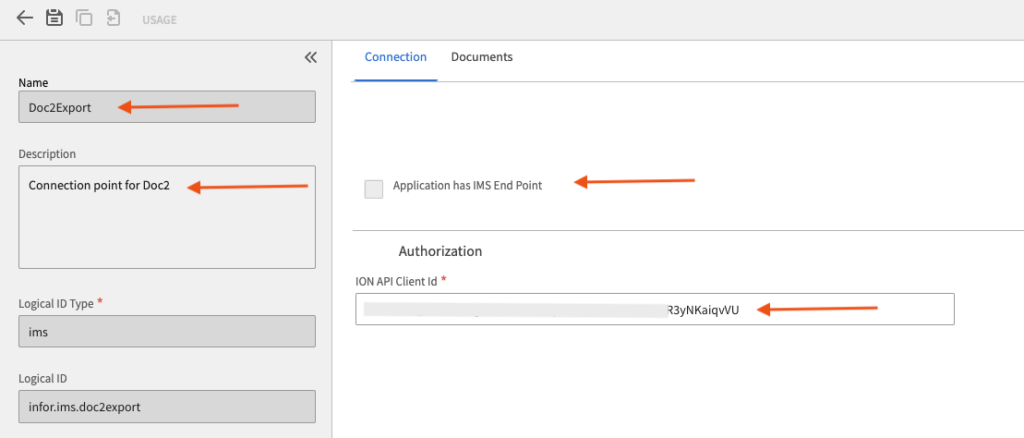 USAGE
Name
Doc2Export
Description
Connection point for Doc2
Logical ID Type *
ims
Logical ID
infor.ims.doc2export
Connection Documents
Application has IMS End Point
Authorization
ION API Client Id *
R3yNKaiqvVU